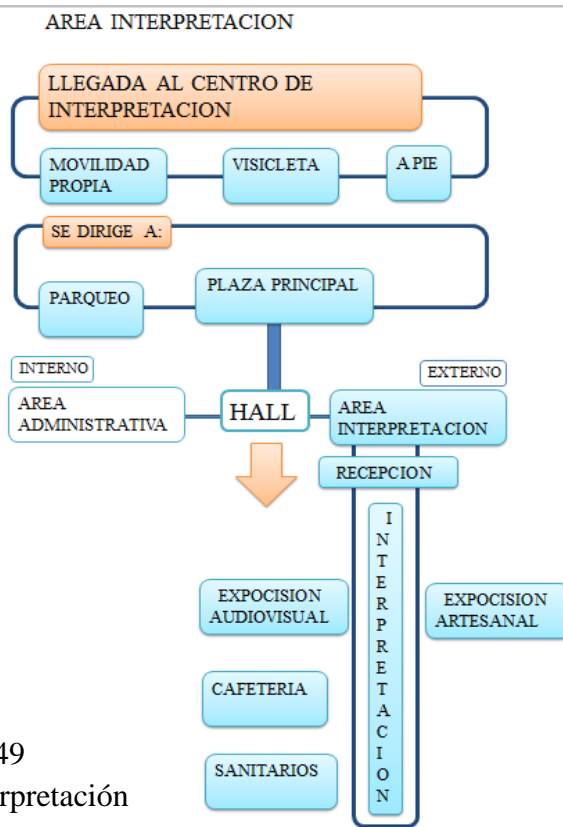 AREA INTERPRETACION
LLEGADA AL CENTRO DE
INTERPRETACION
MOVILIDAD
PROPIA
VISICLETA
A PIE
SE DIRIGE A:
PARQUEO
PLAZA PRINCIPAL
INTERNO
EXTERNO
AREA
ADMINISTRATIVA
HALL
AREA
INTERPRETACION
RECEPCION
INTERPRETACION
EXPOCISION
AUDIOVISUAL
EXPOCISION
ARTESANAL
CAFETERIA
SANITARIOS
49
rpretación